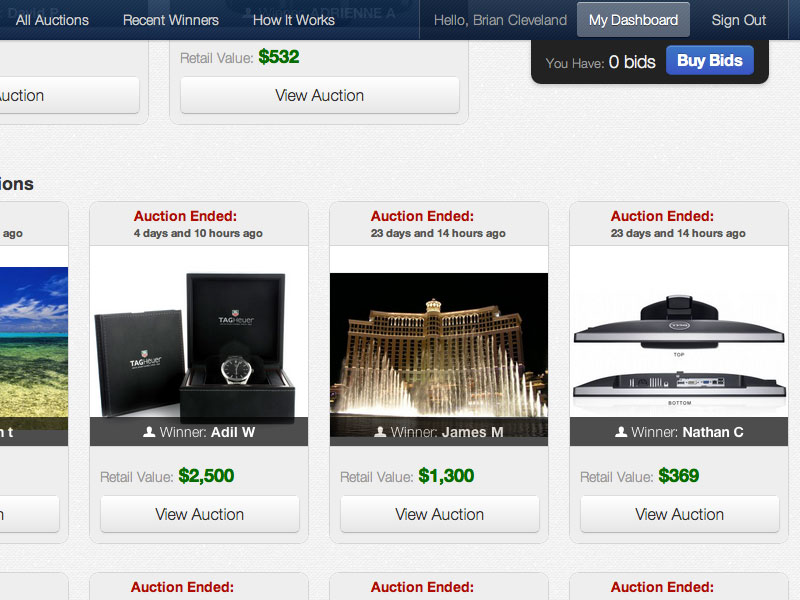 All Auctions
Recent Winners
How It Works
Hello, Brian Cleveland
My Dashboard
Sign Out
Winner: ADRIENNE A
You Have: 0 bids
Buy Bids
Retail Value: $532
Auction
View Auction
ions
ago
Auction Ended:
4 days and 10 hours ago
Auction Ended:
23 days and 14 hours ago
Auction Ended:
23 days and 14 hours ago
TAGHeuer
TAGHeuer
DELL
TOP
BOTTOM
n t
Winner: Adil W
Winner: James M
Winner: Nathan C
Retail Value: $2,500
Retail Value: $1,300
Retail Value: $369
n
View Auction
View Auction
View Auction
Auction Ended:
Auction Ended:
Auction Ended: